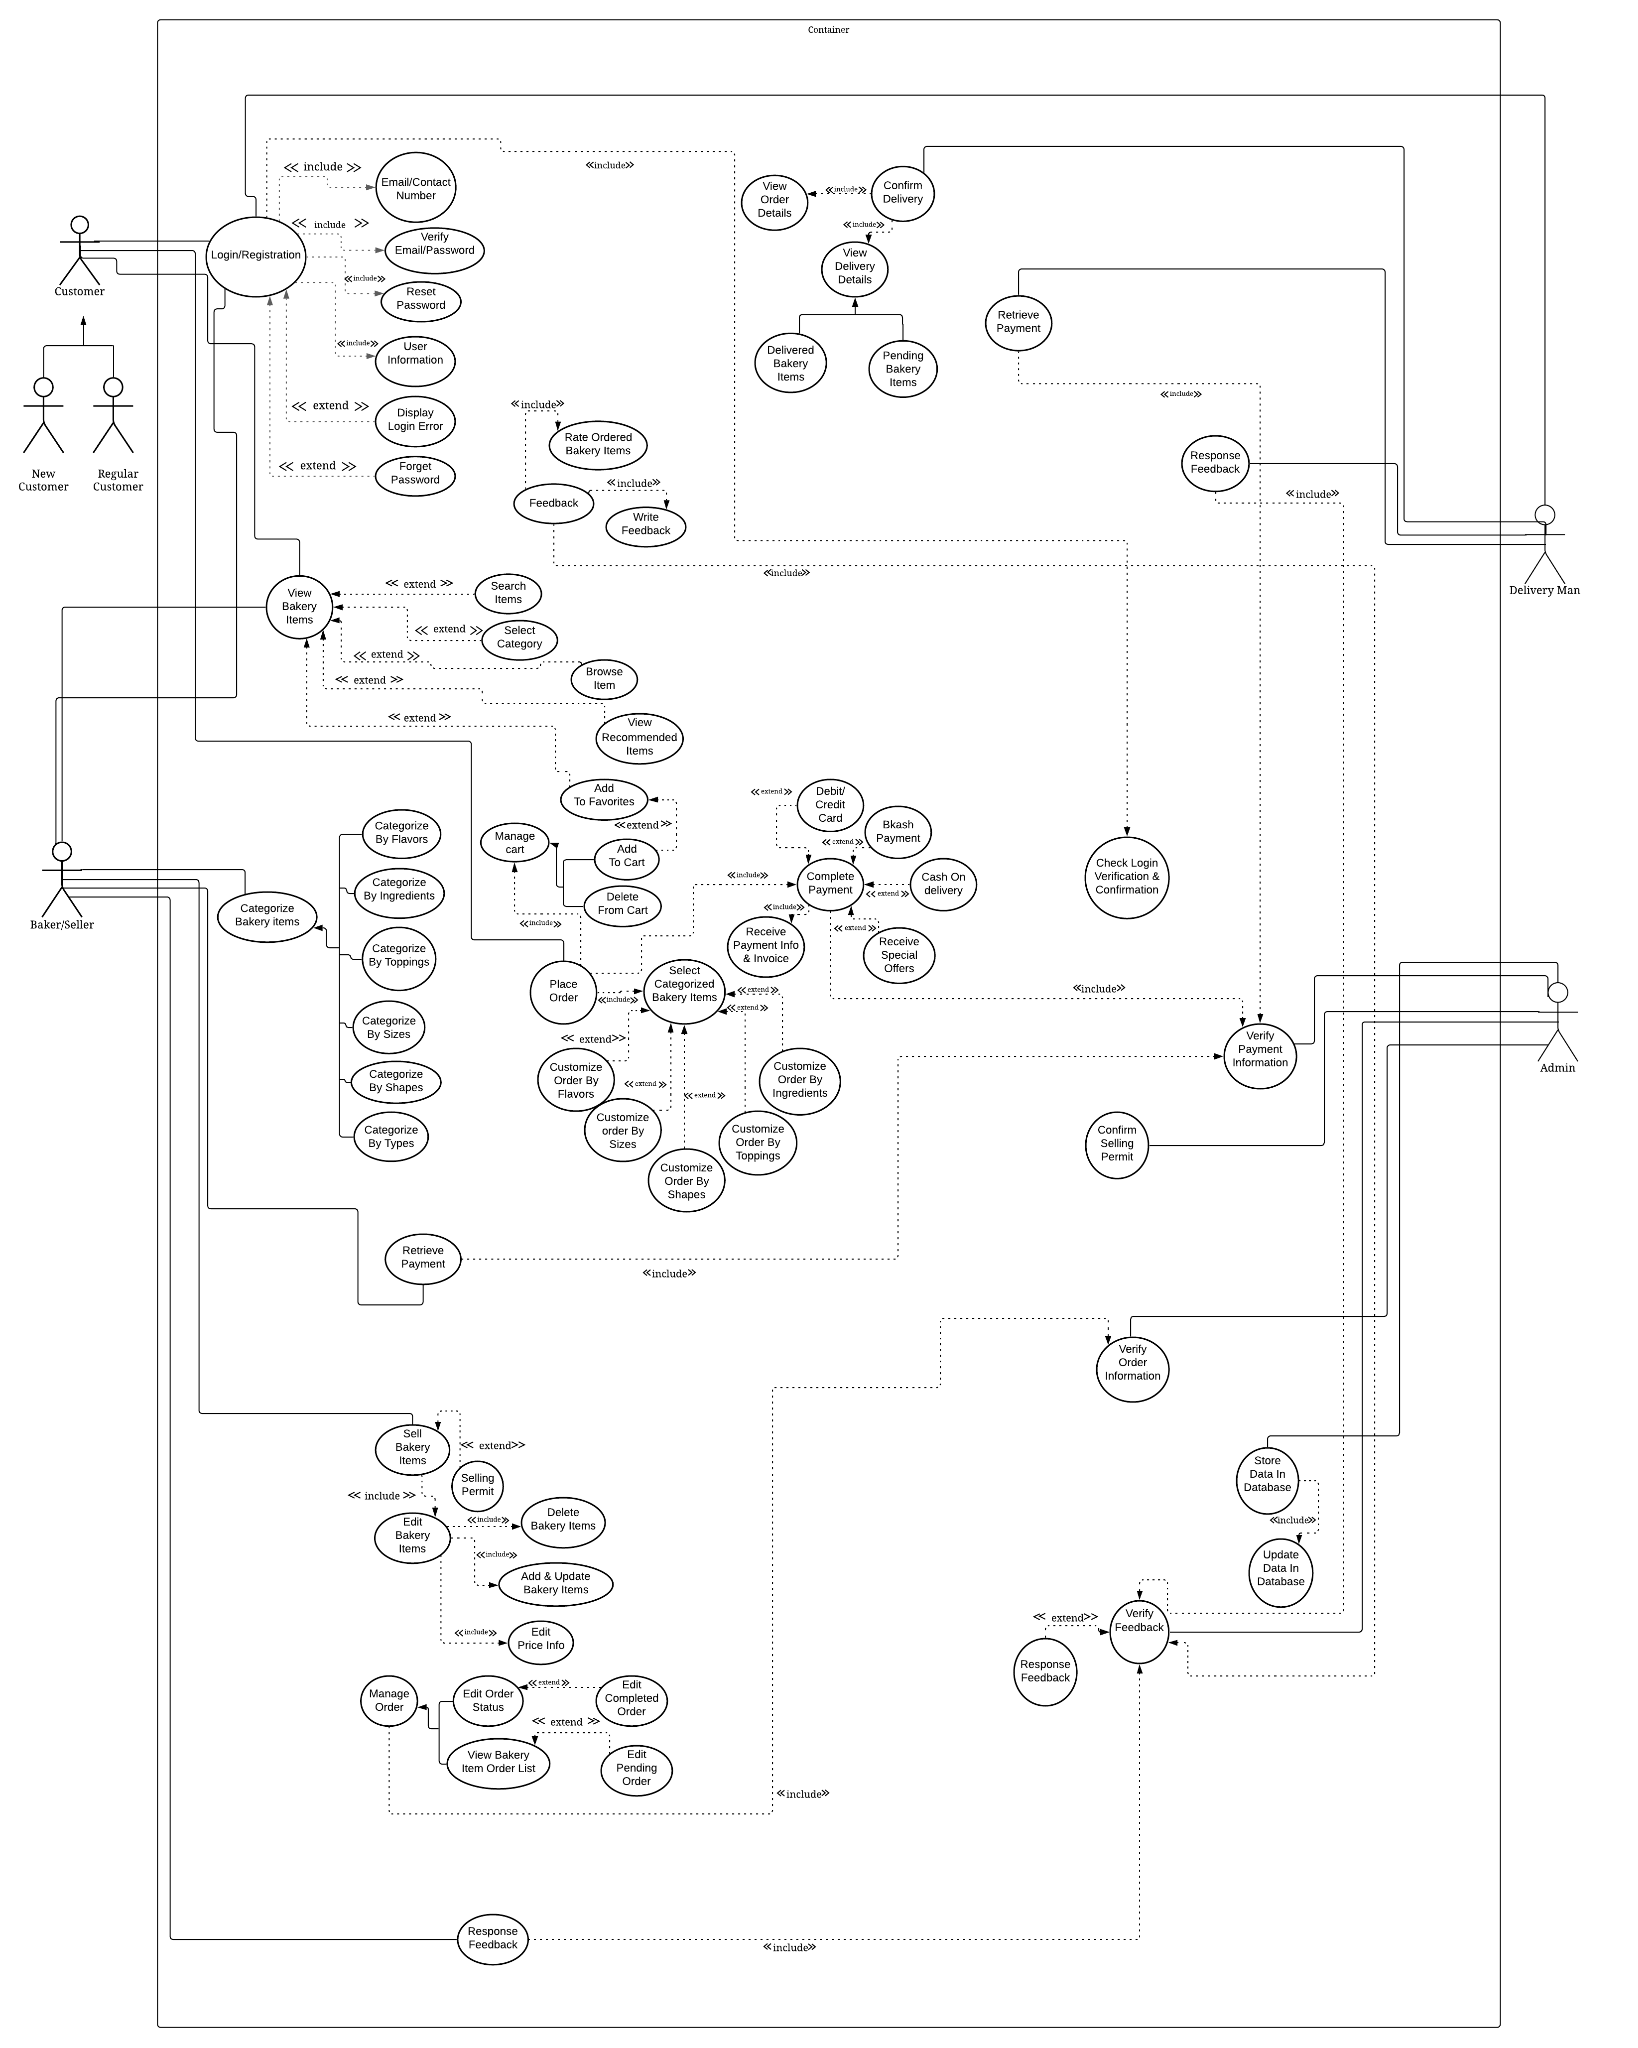 Container
<< include >>
Email/Contact
Number
<<include>>
View
Order
Details
<<include>>
Confirm
Delivery
<< include >>
Verify
Email/Password
<<include>>
View
Delivery
Details
Login/Registration
<<include>>
Reset
Password
Customer
Retrieve
Payment
<<include>>
User
Information
Delivered
Bakery
Items
Pending
Bakery
Items
<<include>>
<< extend >>
Display
Login Error
<<include>>
Rate Ordered
Bakery Items
<< extend >>
Forget
Password
New
Customer
Regular
Customer
Response
Feedback
<<include>>
Feedback
<<include>>
Write
Feedback
<<include>>
Delivery Man
View
Bakery
Items
<< extend >>
Search
Items
<< extend >>
Select
Category
<< extend >>
Browse
Item
<< extend >>
<< extend >>
View
Recommended
Items
Add
To Favorites
<<extend>>
<<extend>>
Debit/
Credit
Card
Bkash
Payment
<<extend>>
Categorize
By Flavors
Manage
cart
Add
To Cart
Complete
Payment
<<include>>
Cash On
delivery
<<extend>>
Check Login
Verification &
Confirmation
Baker/Seller
Categorize
By Ingredients
Categorize
Bakery items
Delete
From Cart
<<include>>
<<include>>
<<extend>>
Receive
Payment Info
& Invoice
Receive
Special
Offers
Categorize
By Toppings
Place
Order
<<include>>
Select
Categorized
Bakery Items
<<extend>>
<<extend>>
<<include>>
Categorize
By Sizes
<< extend>>
Verify
Payment
Information
Admin
Categorize
By Shapes
Customize
Order By
Flavors
<<extend>>
<<extend>>
Customize
Order By
Ingredients
Categorize
By Types
Customize
order By
Sizes
Customize
Order By
Toppings
Customize
Order By
Shapes
Confirm
Selling
Permit
Retrieve
Payment
<<include>>
Verify
Order
Information
Sell
Bakery
Items
<< extend>>
Selling
Permit
<< include >>
Store
Data In
Database
<<include>>
Edit
Bakery
Items
<<include>>
Delete
Bakery Items
<<include>>
Add & Update
Bakery Items
Update
Data In
Database
<<include>>
Edit
Price Info
<< extend>>
Verify
Feedback
Response
Feedback
Manage
Order
Edit Order
Status
<<extend>>
Edit
Completed
Order
<< extend >>
View Bakery
Item Order List
Edit
Pending
Order
<<include>>
Response
Feedback
<<include>>